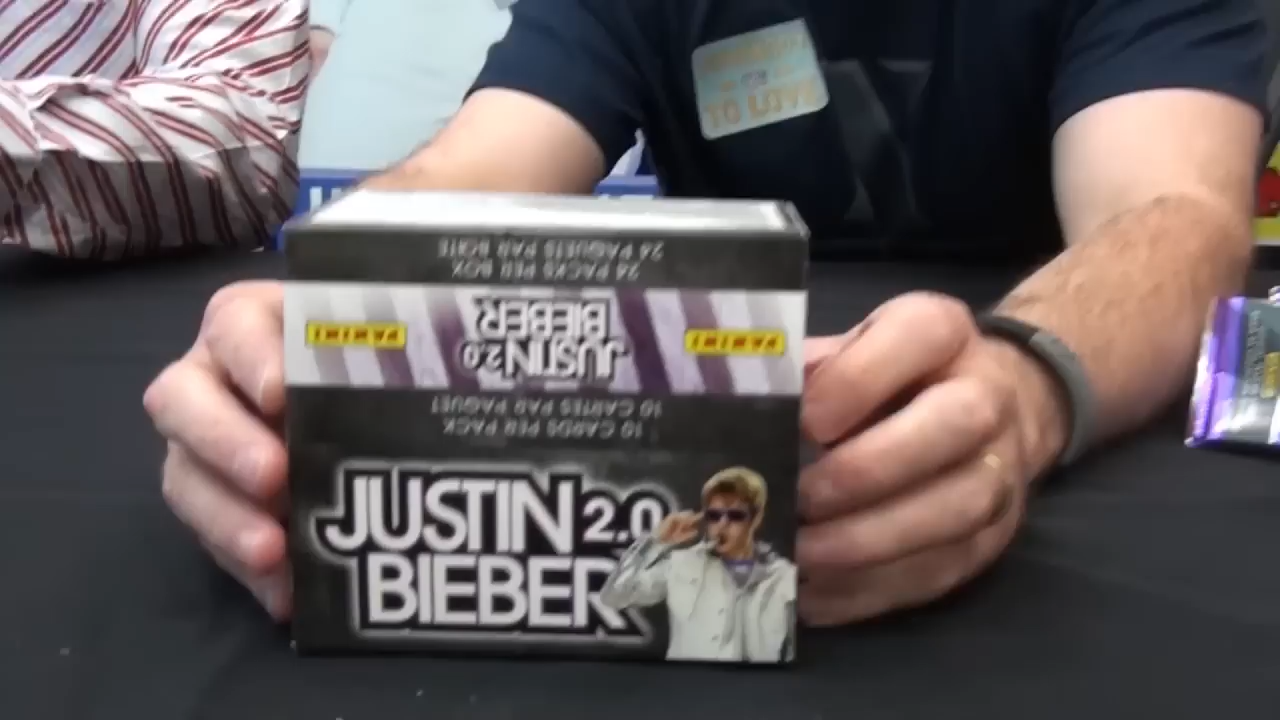 24 PACKS PER BOX
24 PAQUETS PAR BOITE
PANINI
JUSTIN 2.0
BIEBER
PANINI
10 CARDS PER PACK
10 CARTES PAR PAQUET
JUSTIN 2.0
BIEBER
TO LOVE